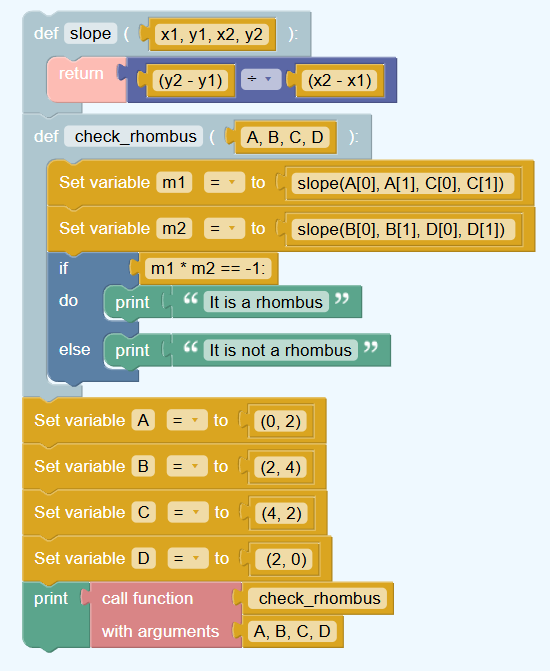 def slope ( x1, y1, x2, y2 ):
return (y2 - y1) ÷ (x2 - x1)
def check_rhombus ( A, B, C, D ):
Set variable m1 = to slope(A[0], A[1], C[0], C[1])
Set variable m2 = to slope(B[0], B[1], D[0], D[1])
if m1 * m2 == -1:
do print “ It is a rhombus ”
else print “ It is not a rhombus ”
Set variable A = to (0, 2)
Set variable B = to (2, 4)
Set variable C = to (4, 2)
Set variable D = to (2, 0)
print call function check_rhombus
with arguments A, B, C, D